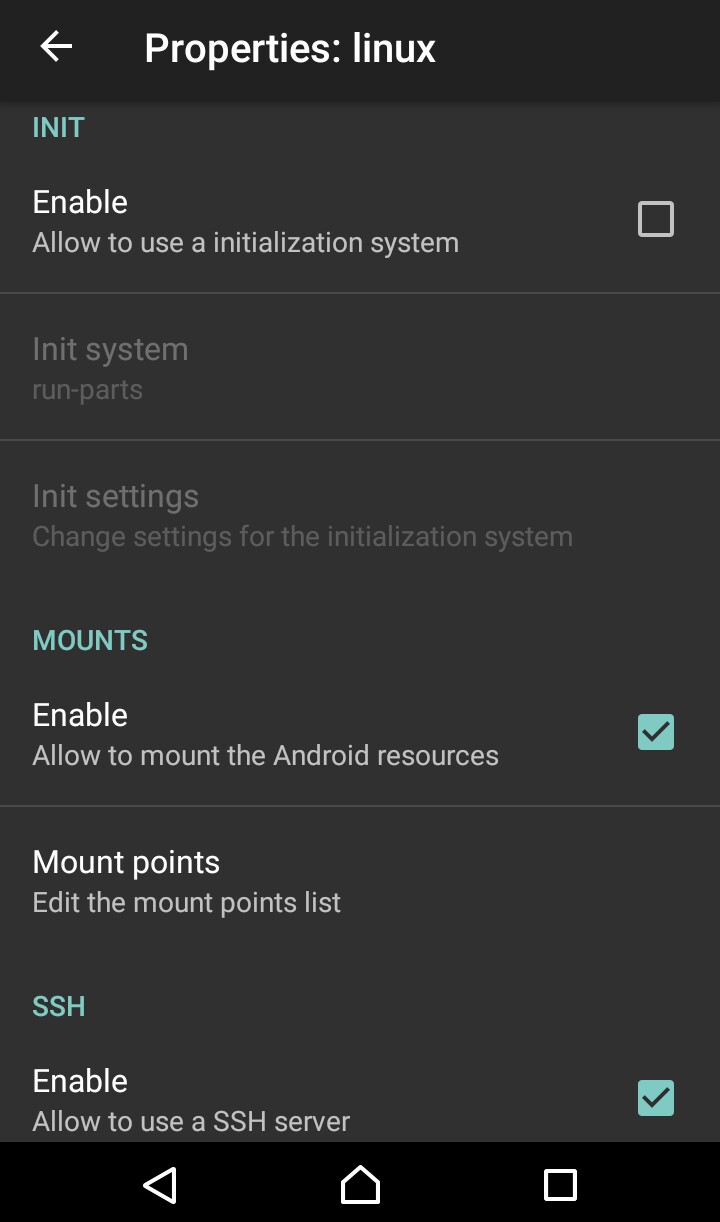 Properties: linux
INIT
Enable
Allow to use a initialization system
Init system
run-parts
Init settings
Change settings for the initialization system
MOUNTS
Enable
Allow to mount the Android resources
Mount points
Edit the mount points list
SSH
Enable
Allow to use a SSH server